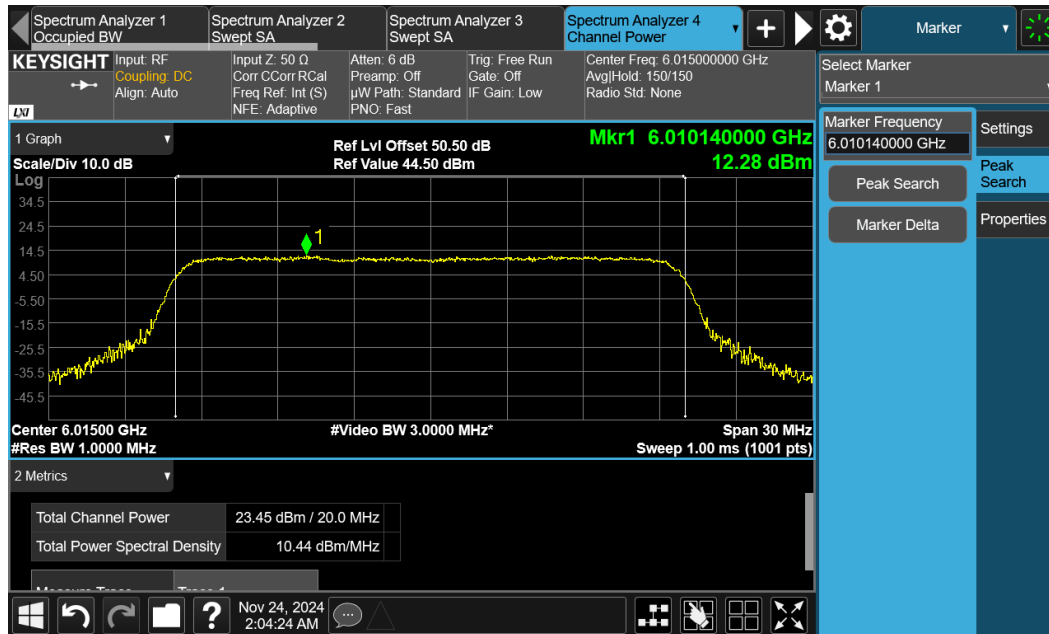 Spectrum Analyzer 1
Occupied BW
Spectrum Analyzer 2
Swept SA
Spectrum Analyzer 3
Swept SA
Spectrum Analyzer 4
Channel Power
Marker
KEYSIGHT
LXI
Input: RF
Coupling: DC
Align: Auto
Input Z: 50 Ω
Corr CCorr RCal
Freq Ref: Int (S)
NFE: Adaptive
Atten: 6 dB
Preamp: Off
µW Path: Standard
PNO: Fast
Trig: Free Run
Gate: Off
IF Gain: Low
Center Freq: 6.015000000 GHz
Avg|Hold: 150/150
Radio Std: None
Select Marker
Marker 1
Marker Frequency
6.010140000 GHz
Peak Search
Marker Delta
Settings
Peak
Search
Properties
1 Graph
Scale/Div 10.0 dB
Log
Ref Lvl Offset 50.50 dB
Ref Value 44.50 dBm
Mkr1 6.010140000 GHz
12.28 dBm
34.5
24.5
14.5
4.50
-5.50
-15.5
-25.5
-35.5
-45.5
1
Center 6.01500 GHz
#Res BW 1.0000 MHz
#Video BW 3.0000 MHz*
Span 30 MHz
Sweep 1.00 ms (1001 pts)
2 Metrics
Total Channel Power 23.45 dBm / 20.0 MHz
Total Power Spectral Density 10.44 dBm/MHz
?
Nov 24, 2024
2:04:24 AM